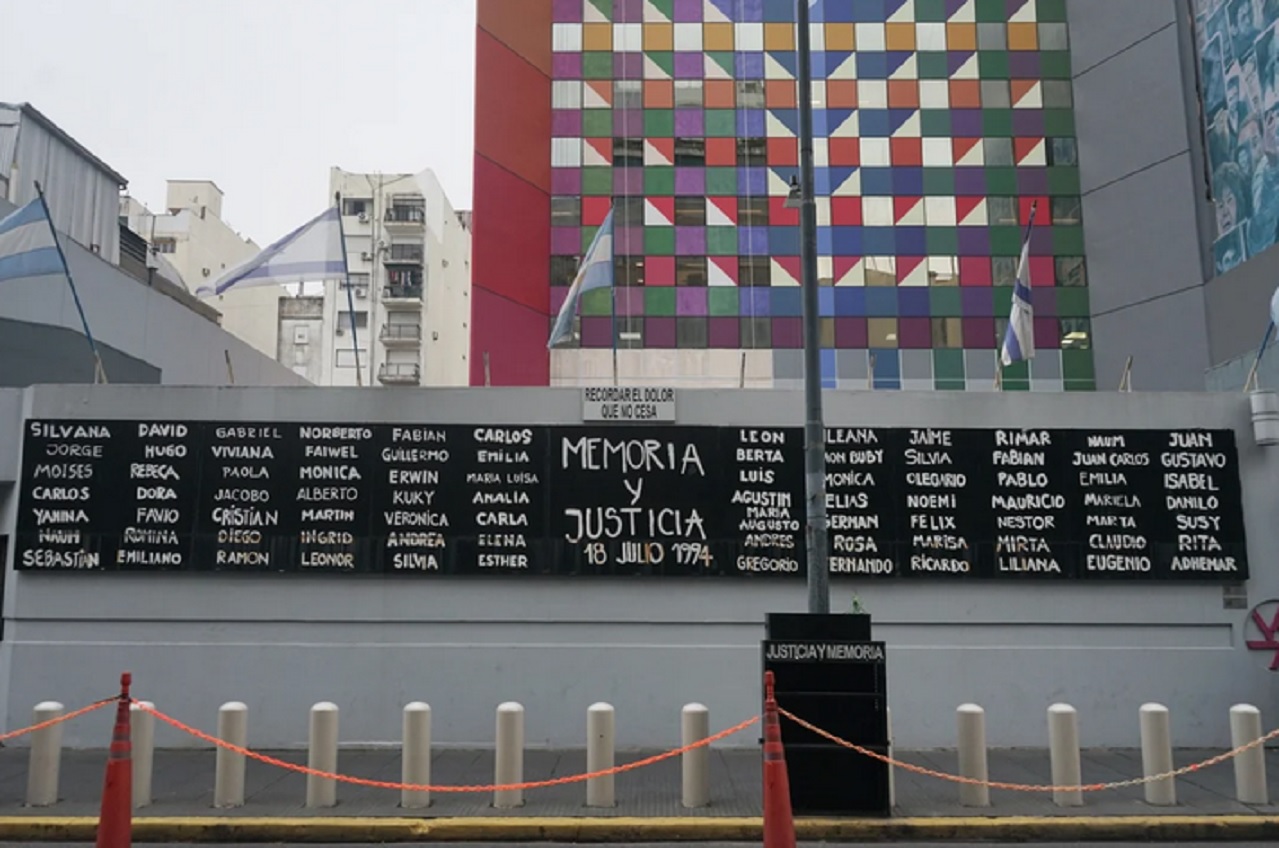 RECORDAR EL DOLOR
QUE NO CESA
SILVANA
JORGE
MOISES
CARLOS
YANINA
NAUM
SEBASTIÁN
DAVID
HUGO
REBECA
DORA
FAVIO
ROMINA
EMILIANO
GABRIEL
VIVIANA
PAOLA
JACOBO
CRISTIAN
DIEGO
RAMON
NORBERTO
FAIWEL
MONICA
ALBERTO
MARTIN
INGRID
LEONOR
FABIÁN
GUILLERMO
ERWIN
KUKY
VERONICA
ANDREA
SILVIA
CARLOS
EMILIA
MARIA LUISA
ANALIA
CARLA
ELENA
ESTHER
MEMORIA
Y
JUSTICIA
18 JULIO 1994
LEON
BERTA
LUIS
AGUSTIN
MARIA
AUGUSTO
ANDRES
GREGORIO
ILEANA
BUBY
MONICA
ELIAS
GERMAN
ROSA
FERNANDO
JAIME
SILVIA
OLEGARIO
NOEMI
FELIX
MARISA
RICARDO
RIMAR
FABIAN
PABLO
MAURICIO
NESTOR
MIRTA
LILIANA
NAUM
JUAN CARLOS
EMILIA
MARIELA
MARTA
CLAUDIO
EUGENIO
JUAN
GUSTAVO
ISABEL
DANILO
SUSY
RITA
ADHEMAR
JUSTICIA Y MEMORIA